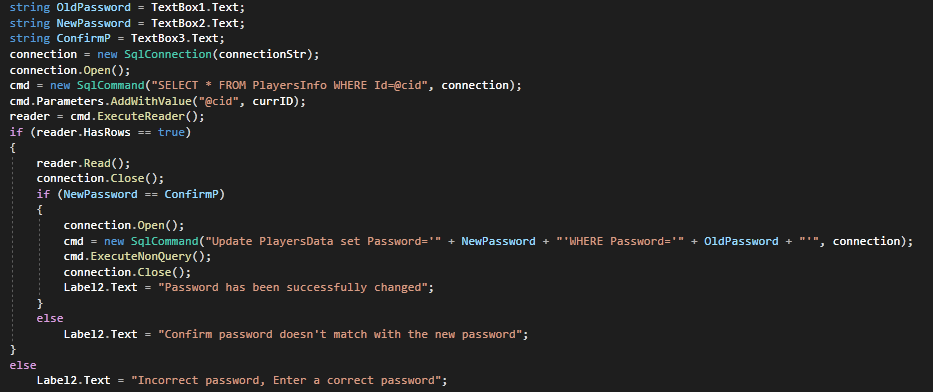 string OldPassword = TextBox1.Text;
string NewPassword = TextBox2.Text;
string ConfirmP = TextBox3.Text;
connection = new SqlConnection(connectionStr);
connection.Open();
cmd = new SqlCommand("SELECT * FROM PlayersInfo WHERE Id=@cid", connection);
cmd.Parameters.AddWithValue("@cid", currID);
reader = cmd.ExecuteReader();
if (reader.HasRows == true)
{
    reader.Read();
    connection.Close();
    if (NewPassword == ConfirmP)
    {
        connection.Open();
        cmd = new SqlCommand("Update PlayersData set Password='" + NewPassword + "'WHERE Password='" + OldPassword + "'", connection);
        cmd.ExecuteNonQuery();
        connection.Close();
        Label2.Text = "Password has been successfully changed";
    }
    else
        Label2.Text = "Confirm password doesn't match with the new password";
}
else
    Label2.Text = "Incorrect password, Enter a correct password";